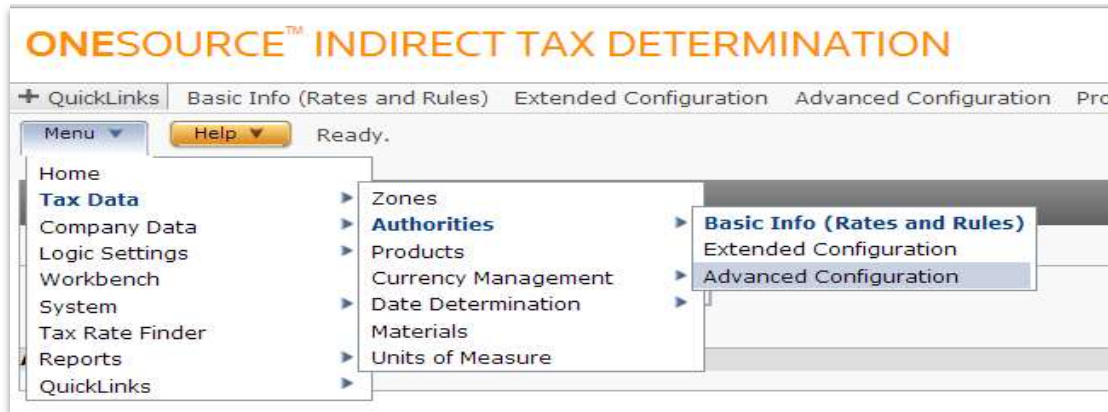 ONESOURCE™ INDIRECT TAX DETERMINATION
+ QuickLinks Basic Info (Rates and Rules) Extended Configuration Advanced Configuration
Menu Help Ready.
Home
Tax Data
Company Data
Logic Settings
Workbench
System
Tax Rate Finder
Reports
QuickLinks
Zones
Authorities
Products
Currency Management
Date Determination
Materials
Units of Measure
Basic Info (Rates and Rules)
Extended Configuration
Advanced Configuration